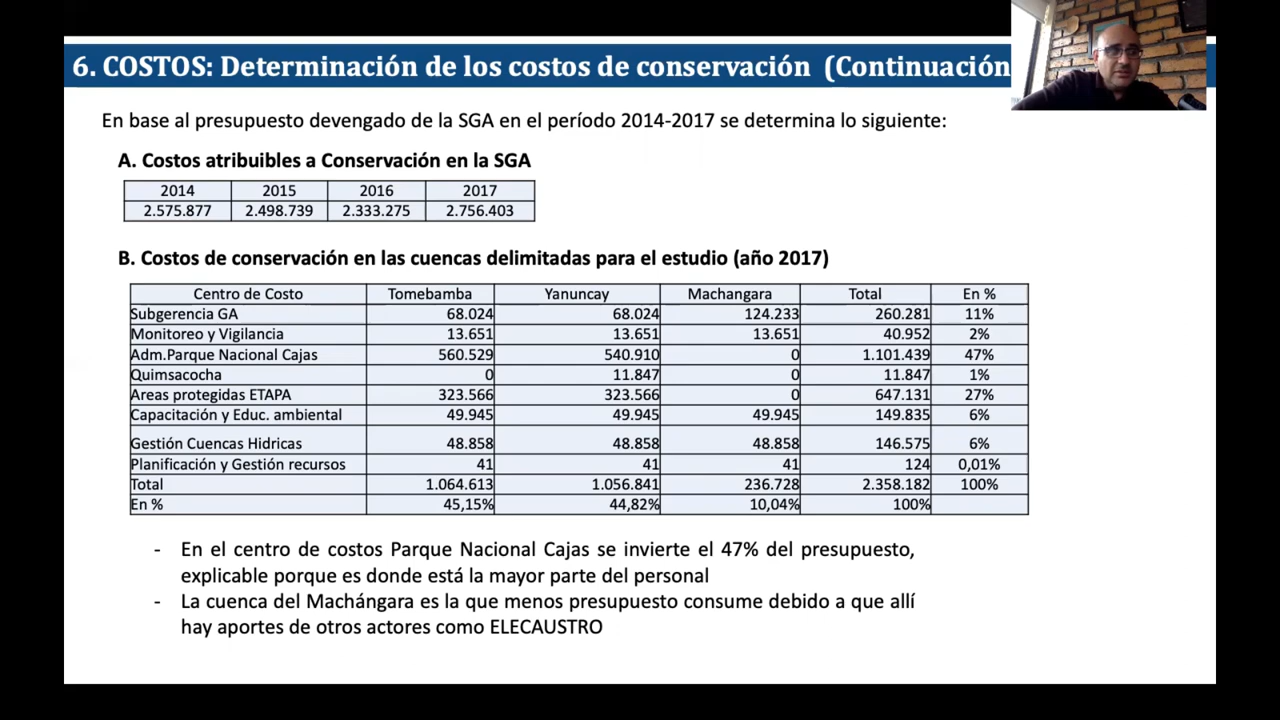 6. COSTOS: Determinación de los costos de conservación (Continuación
En base al presupuesto devengado de la SGA en el período 2014-2017 se determina lo siguiente:
A. Costos atribuibles a Conservación en la SGA
2014 2015 2016 2017
2.575.877 2.498.739 2.333.275 2.756.403
B. Costos de conservación en las cuencas delimitadas para el estudio (año 2017)
Centro de Costo Tomebamba Yanuncay Machangara Total En %
Subgerencia GA 68.024 68.024 124.233 260.281 11%
Monitoreo y Vigilancia 13.651 13.651 13.651 40.952 2%
Adm.Parque Nacional Cajas 560.529 540.910 0 1.101.439 47%
Quimsacocha 0 11.847 0 11.847 1%
Areas protegidas ETAPA 323.566 323.566 0 647.131 27%
Capacitación y Educ. ambiental 49.945 49.945 49.945 149.835 6%
Gestión Cuencas Hidricas 48.858 48.858 48.858 146.575 6%
Planificación y Gestión recursos 41 41 41 124 0,01%
Total 1.064.613 1.056.841 236.728 2.358.182 100%
En % 45,15% 44,82% 10,04% 100%
- En el centro de costos Parque Nacional Cajas se invierte el 47% del presupuesto,
explicable porque es donde está la mayor parte del personal
- La cuenca del Machángara es la que menos presupuesto consume debido a que allí
hay aportes de otros actores como ELECAUSTRO